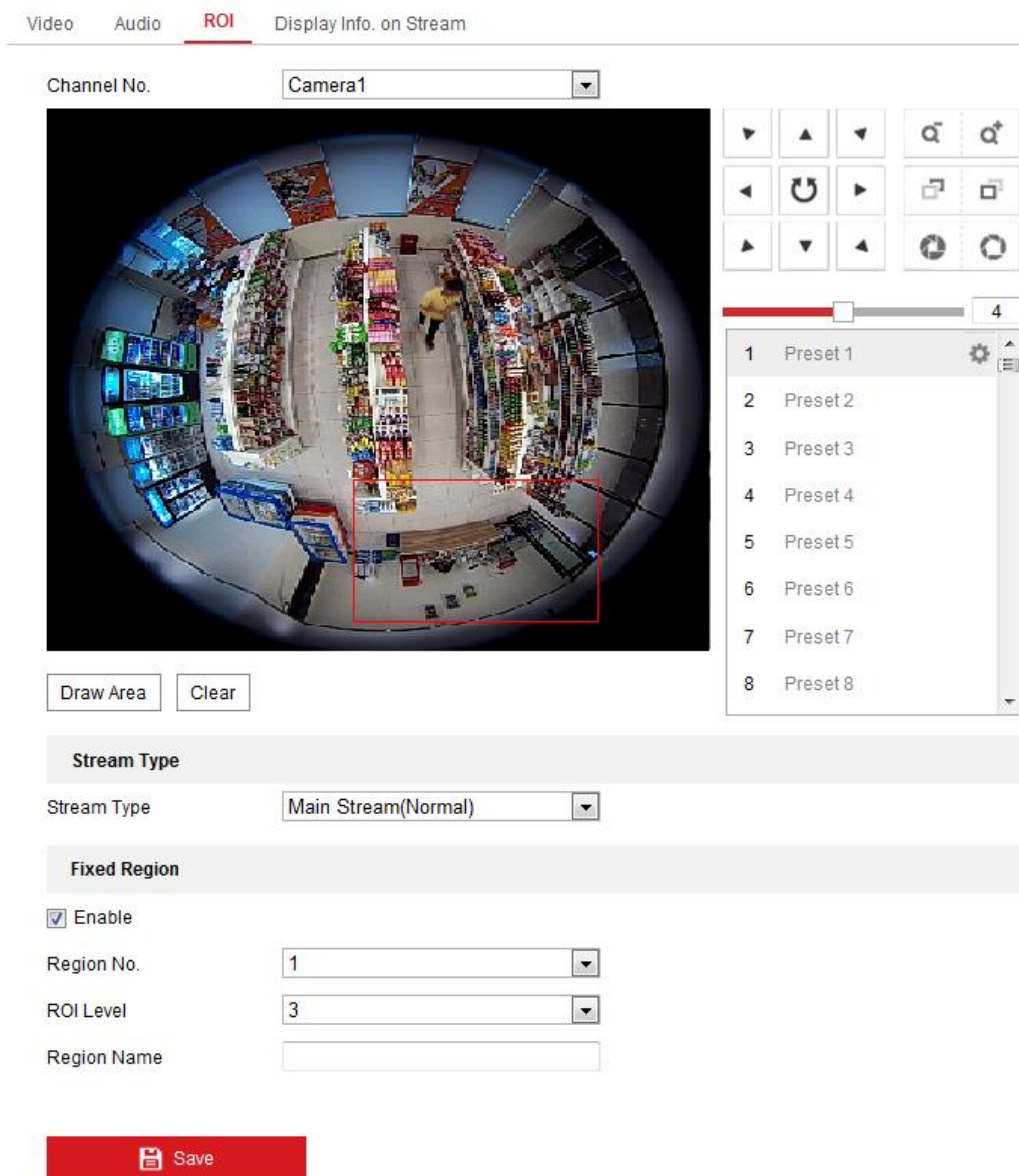 Video Audio ROI Display Info. on Stream
Channel No. Camera1
4
1 Preset 1
2 Preset 2
3 Preset 3
4 Preset 4
5 Preset 5
6 Preset 6
7 Preset 7
8 Preset 8
Draw Area Clear
Stream Type
Stream Type Main Stream(Normal)
Fixed Region
Enable
Region No. 1
ROI Level 3
Region Name
Save